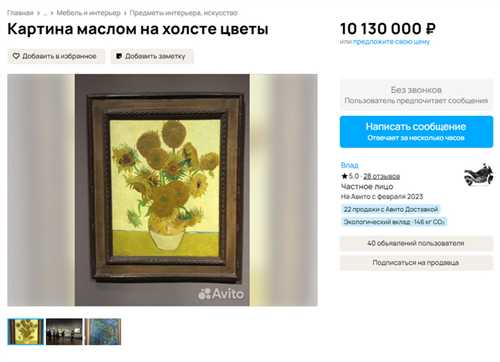 Главная > ... > Мебель и интерьер > Предметы интерьера, искусство
Картина маслом на холсте цветы
10 130 000 ₽
или предложите свою цену
Добавить в избранное
Добавить заметку
Без звонков
Пользователь предпочитает сообщения
Написать сообщение
Отвечает за несколько часов
Влад
5,0 · 28 отзывов
Частное лицо
На Авито с февраля 2023
22 продажи с Авито Доставкой
Экологический вклад -146 кг CO₂
40 объявлений пользователя
Подписаться на продавца
Avito